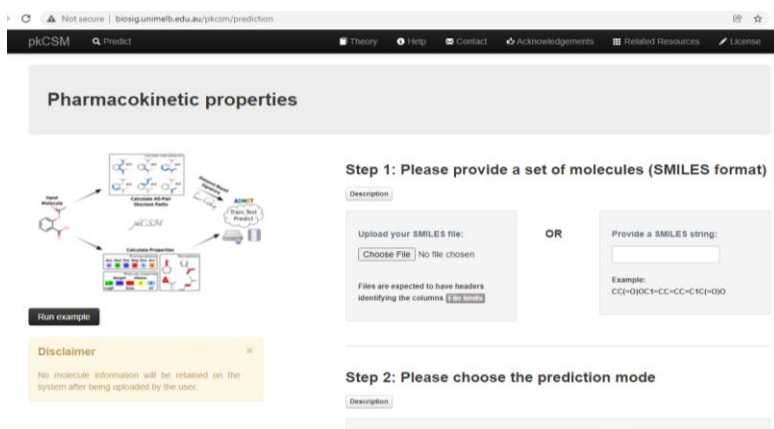 Not secure | biosig.unimelb.edu.au/pkcsm/prediction
pkCSM Predict Theory Help Contact Acknowledgements Related Resources License
Pharmacokinetic properties
Input Molecule
Calculate All-Pair Shortest Paths
pkCSM
Calculate Properties
ADMET
Train, Test
Predict
Run example
Disclaimer ×
No molecule information will be retained on the
system after being uploaded by the user.
Step 1: Please provide a set of molecules (SMILES format)
Description
Upload your SMILES file:
Choose File No file chosen
Files are expected to have headers
identifying the columns File limits
OR
Provide a SMILES string:
Example:
CC(=O)OC1=CC=CC=C1C(=O)O
Step 2: Please choose the prediction mode
Description